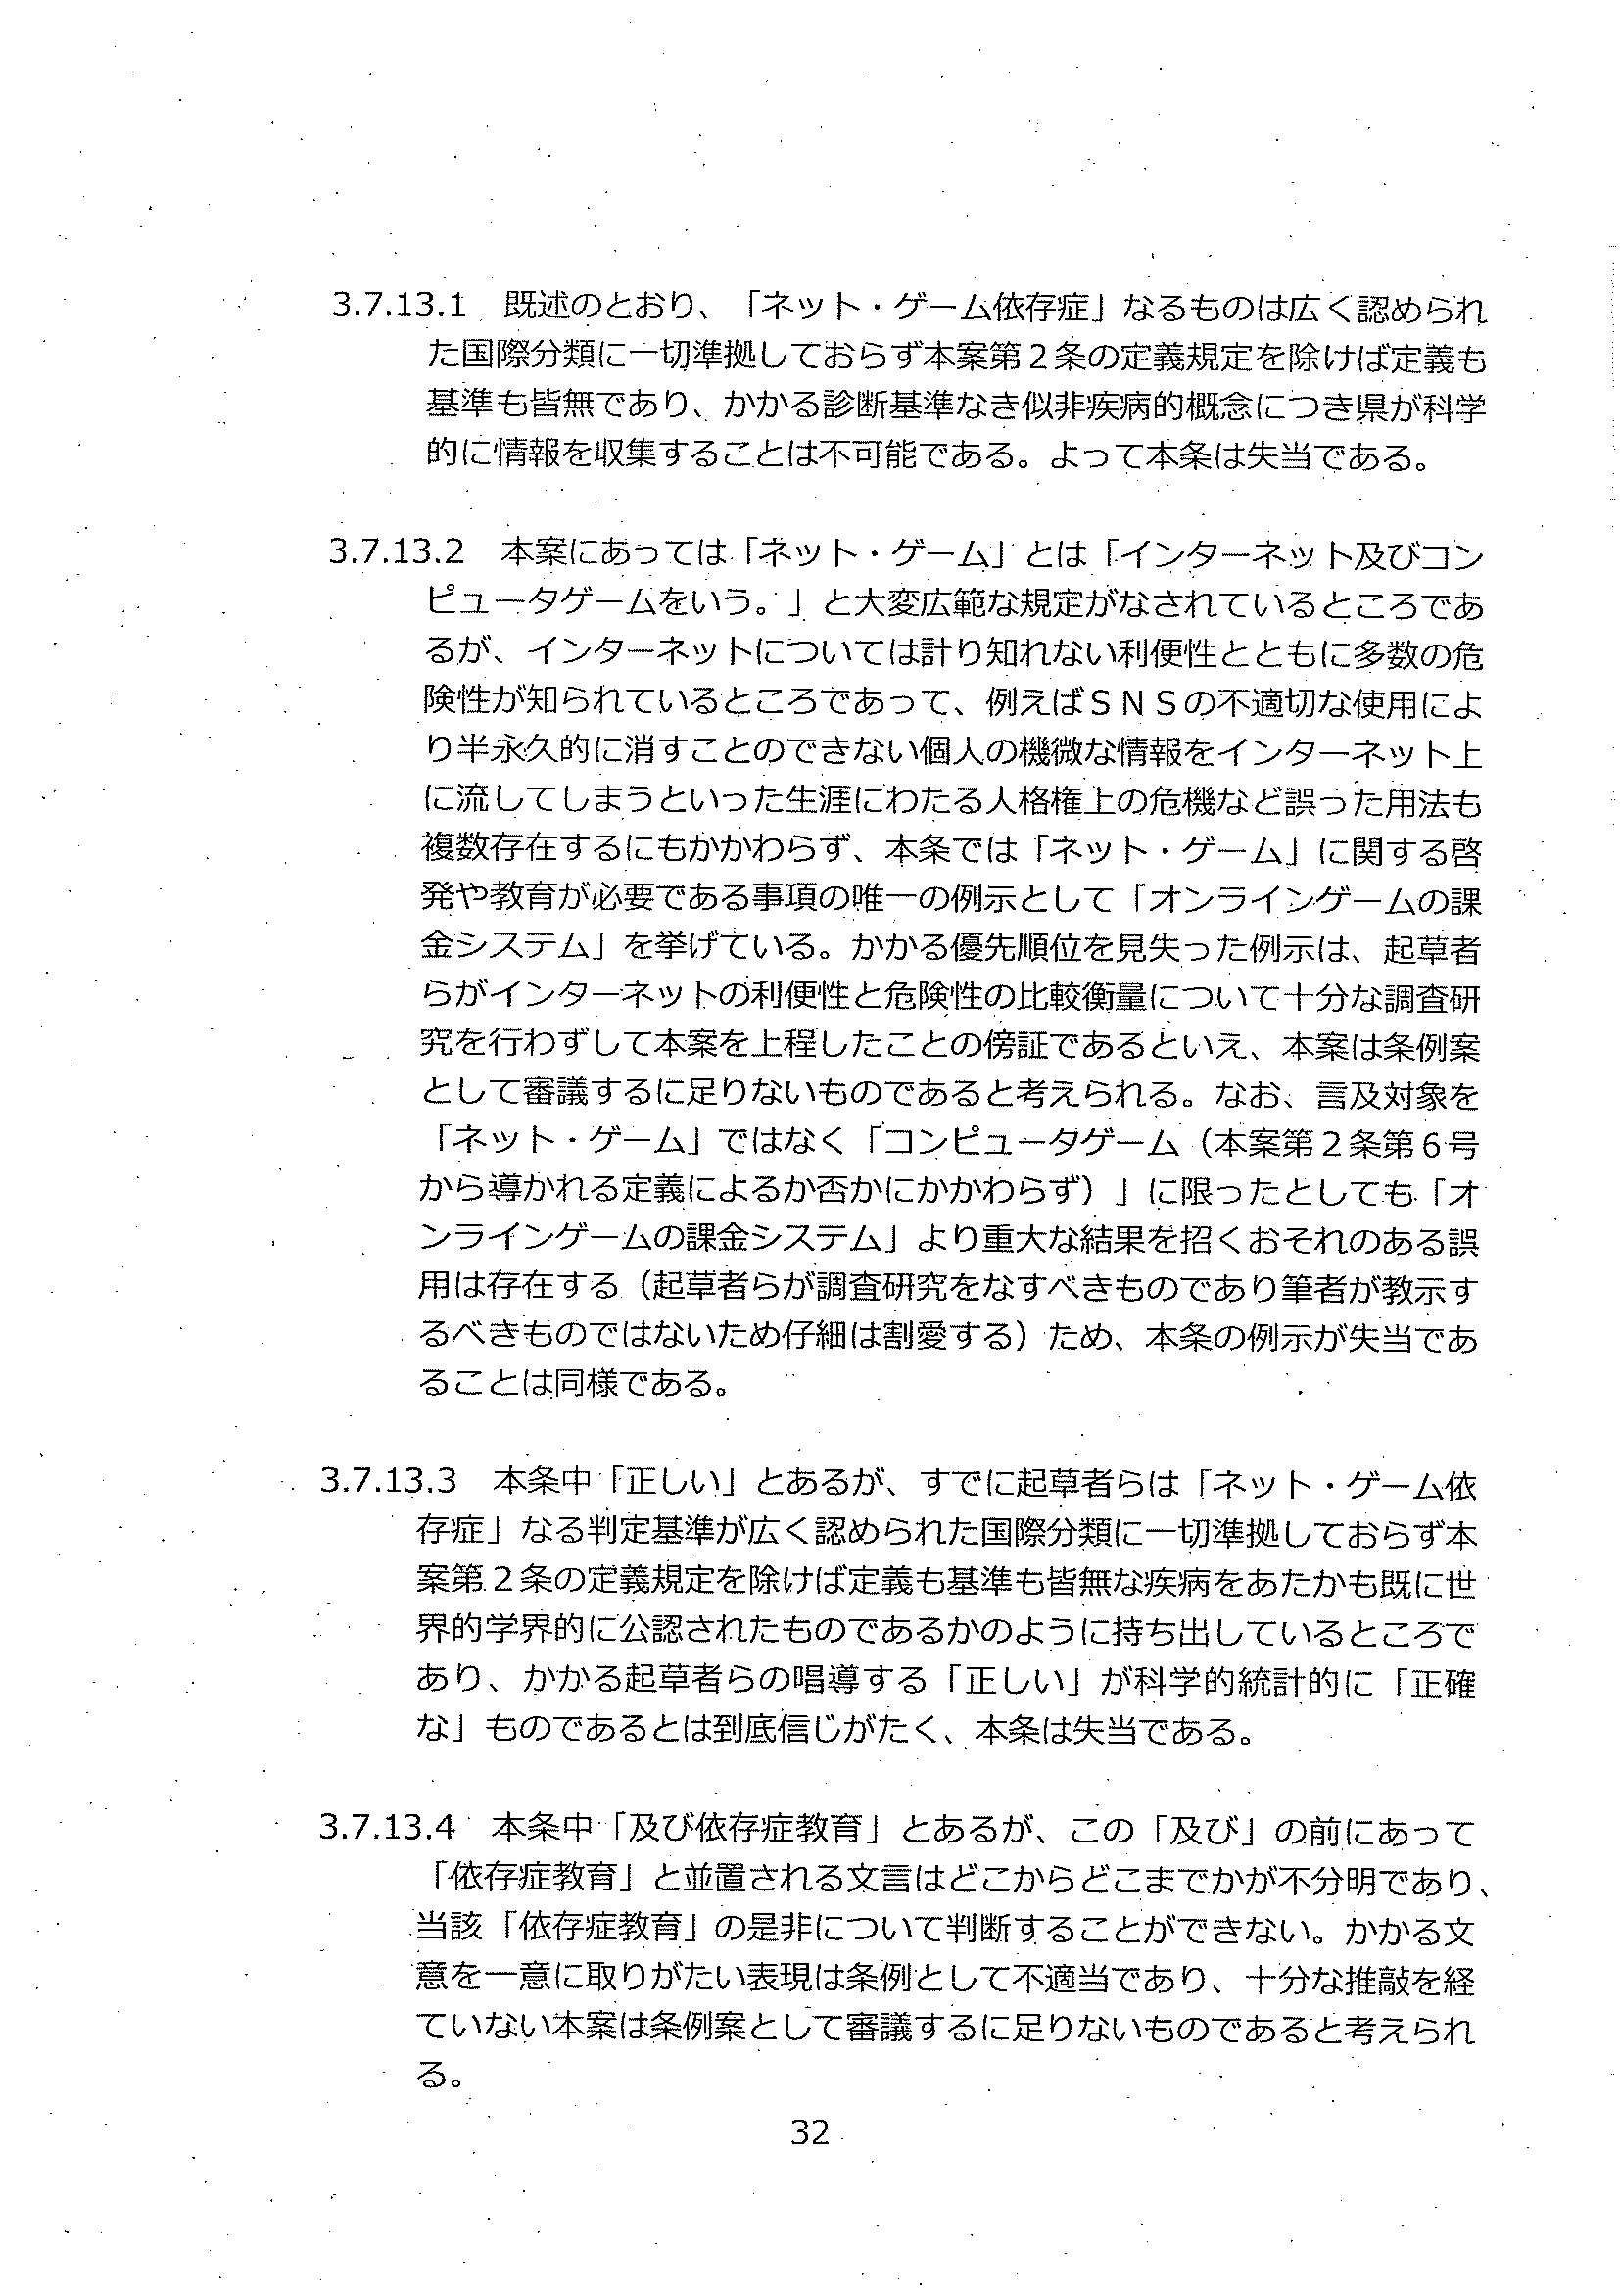 3.7.13.1　既述のとおり、「ネット・ゲーム依存症」なるものは広く認められ
た国際分類に一切準拠しておらず本案第２条の定義規定を除けば定義も
基準も皆無であり、かかる診断基準なき似非疾病的概念につき県が科学
的に情報を収集することは不可能である。よって本条は失当である。
3.7.13.2　本案にあっては「ネット・ゲーム」とは「インターネット及びコン
ピュータゲームをいう。」と大変広範な規定がなされているところであ
るが、インターネットについては計り知れない利便性とともに多数の危
険性が知られているところであって、例えばＳＮＳの不適切な使用によ
り半永久的に消すことのできない個人の機微な情報をインターネット上
に流してしまうといった生涯にわたる人格権上の危機など誤った用法も
複数存在するにもかかわらず、本条では「ネット・ゲーム」に関する啓
発や教育が必要である事項の唯一の例示として「オンラインゲームの課
金システム」を挙げている。かかる優先順位を見失った例示は、起草者
らがインターネットの利便性と危険性の比較衡量について十分な調査研
究を行わずして本案を上程したことの傍証であるといえ、本案は条例案
として審議するに足りないものであると考えられる。なお、言及対象を
「ネット・ゲーム」ではなく「コンピュータゲーム（本案第２条第６号
から導かれる定義によるか否かにかかわらず）」に限ったとしても「オ
ンラインゲームの課金システム」より重大な結果を招くおそれのある誤
用は存在する（起草者らが調査研究をなすべきものであり筆者が教示す
るべきものではないため仔細は割愛する）ため、本条の例示が失当であ
ることは同様である。
3.7.13.3　本条中「正しい」とあるが、すでに起草者らは「ネット・ゲーム依
存症」なる判定基準が広く認められた国際分類に一切準拠しておらず本
案第２条の定義規定を除けば定義も基準も皆無な疾病をあたかも既に世
界的学界的に公認されたものであるかのように持ち出しているところで
あり、かかる起草者らの唱導する「正しい」が科学的統計的に「正確
な」ものであるとは到底信じがたく、本条は失当である。
3.7.13.4　本条中「及び依存症教育」とあるが、この「及び」の前にあって
「依存症教育」と並置される文言はどこからどこまでかが不分明であり、
当該「依存症教育」の是非について判断することができない。かかる文
意を一意に取りがたい表現は条例として不適当であり、十分な推敲を経
ていない本案は条例案として審議するに足りないものであると考えられ
る。
32